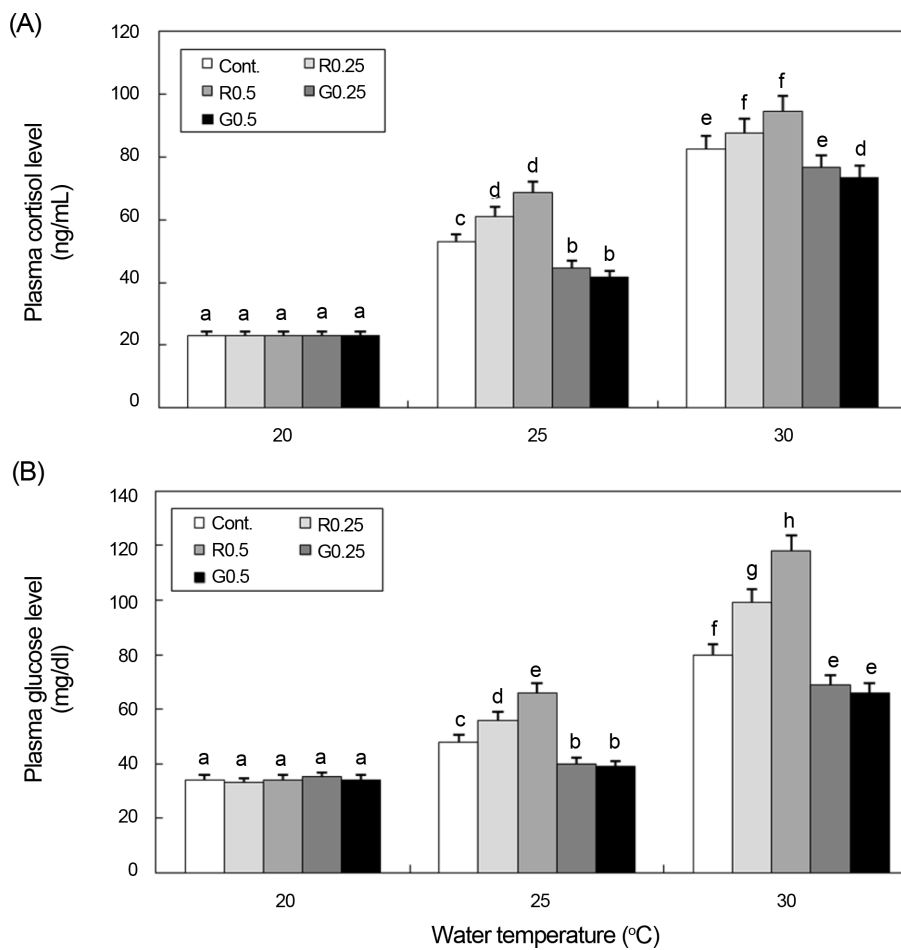 (A)
Plasma cortisol level
(ng/mL)
120
100
80
60
40
20
0
Cont. R0.25
R0.5 G0.25
G0.5
a a a a a
c d d b b
e f f e d
20 25 30
(B)
Plasma glucose level
(mg/dl)
140
120
100
80
60
40
20
0
Cont. R0.25
R0.5 G0.25
G0.5
a a a a a
c d e b b
f g h e e
20 25 30
Water temperature (°C)